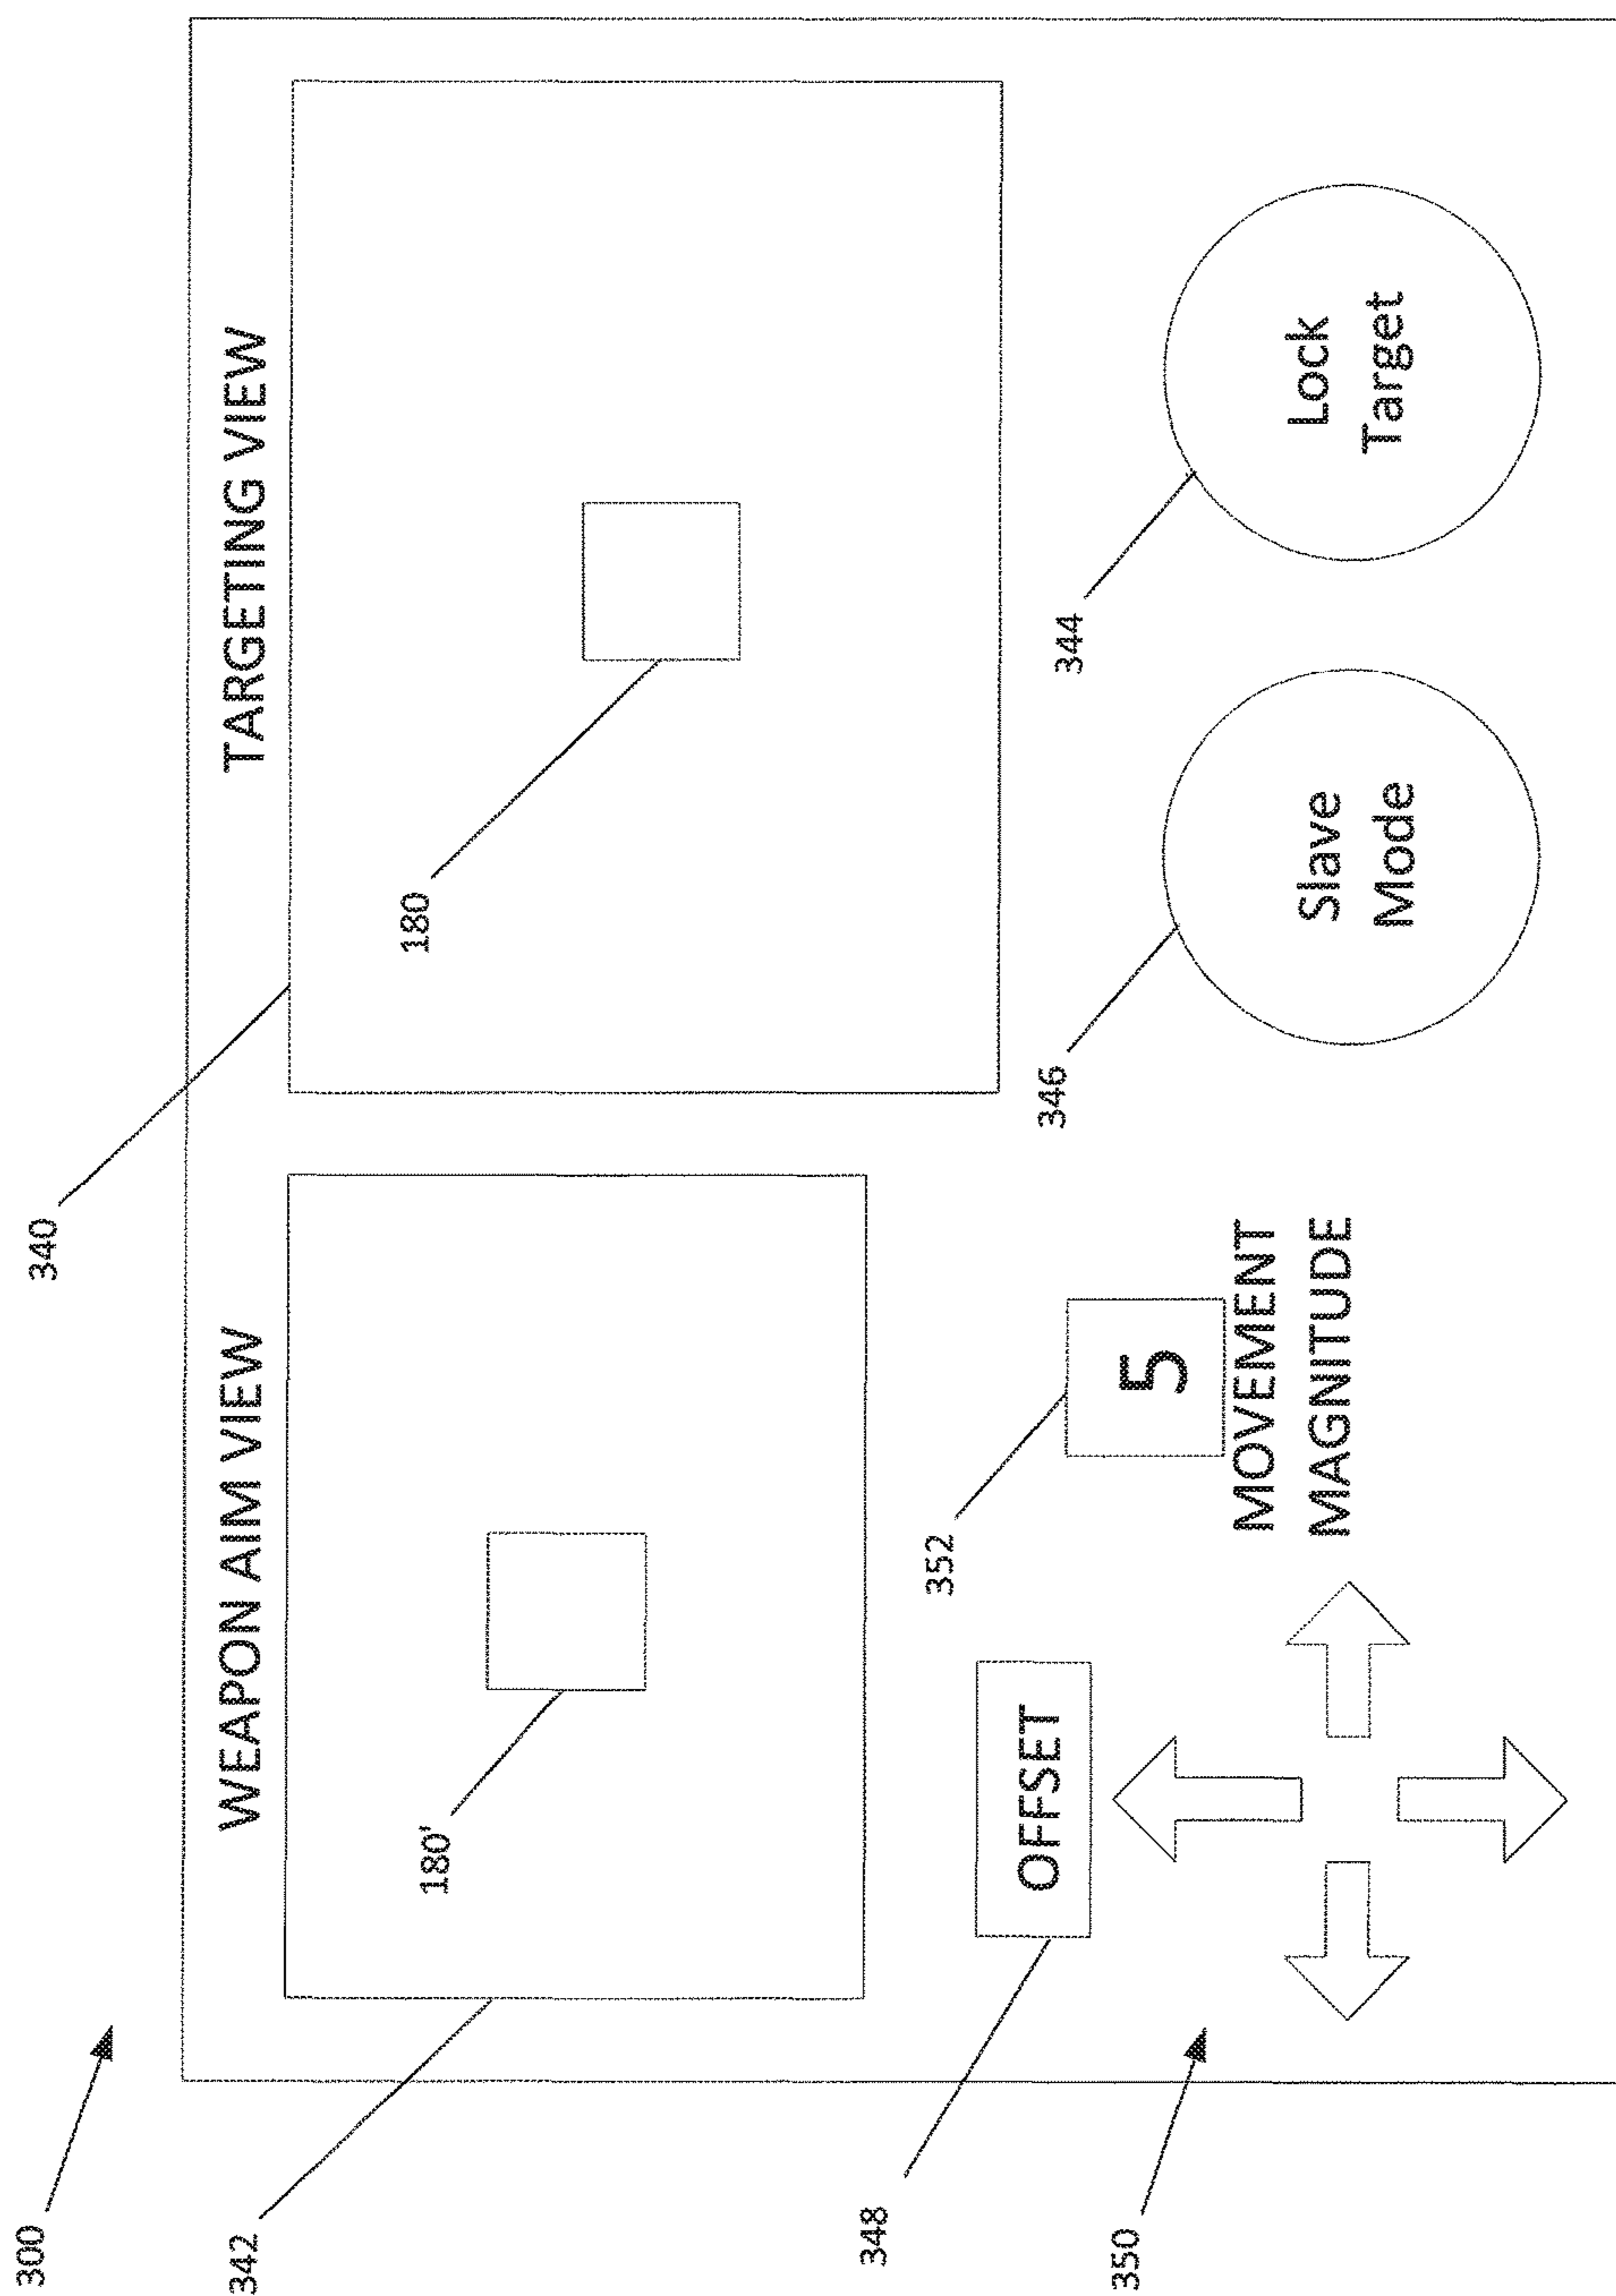 300
340
WEAPON AIM VIEW
TARGETING VIEW
342
180'
180
348
OFFSET
352
5
MOVEMENT
MAGNITUDE
350
346
Slave
Mode
344
Lock
Target